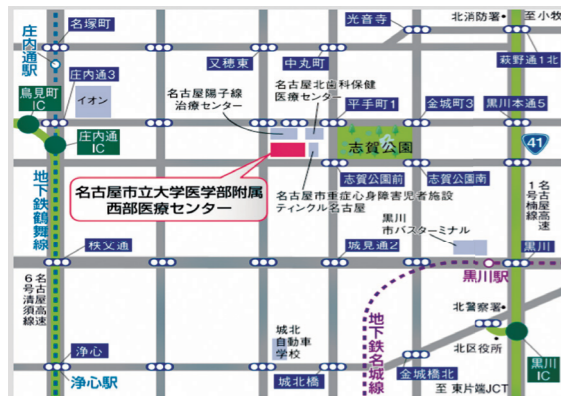 光音寺
北消防署
至小牧
名塚町
庄内通駅
又穂東
中丸町
萩野通1北
庄内通3
鳥見町
IC
イオン
名古屋陽子線
治療センター
名古屋北歯科保健
医療センター
平手町1
金城町3
黒川本通5
庄内通
IC
志賀公園
41
名古屋市立大学医学部附属
西部医療センター
志賀公園前
志賀公園南
名古屋市重症心身障害児者施設
ティンクル名古屋
地下鉄鶴舞線
名古屋高速
1号楠線
黒川
市バスターミナル
秩父通
城見通2
黒川
黒川駅
名古屋高速
6号清須線
地下鉄名城線
北警察署
城北
自動車
学校
北区役所
浄心
浄心駅
城北橋
金城橋北
黒川
IC
至 東片端JCT